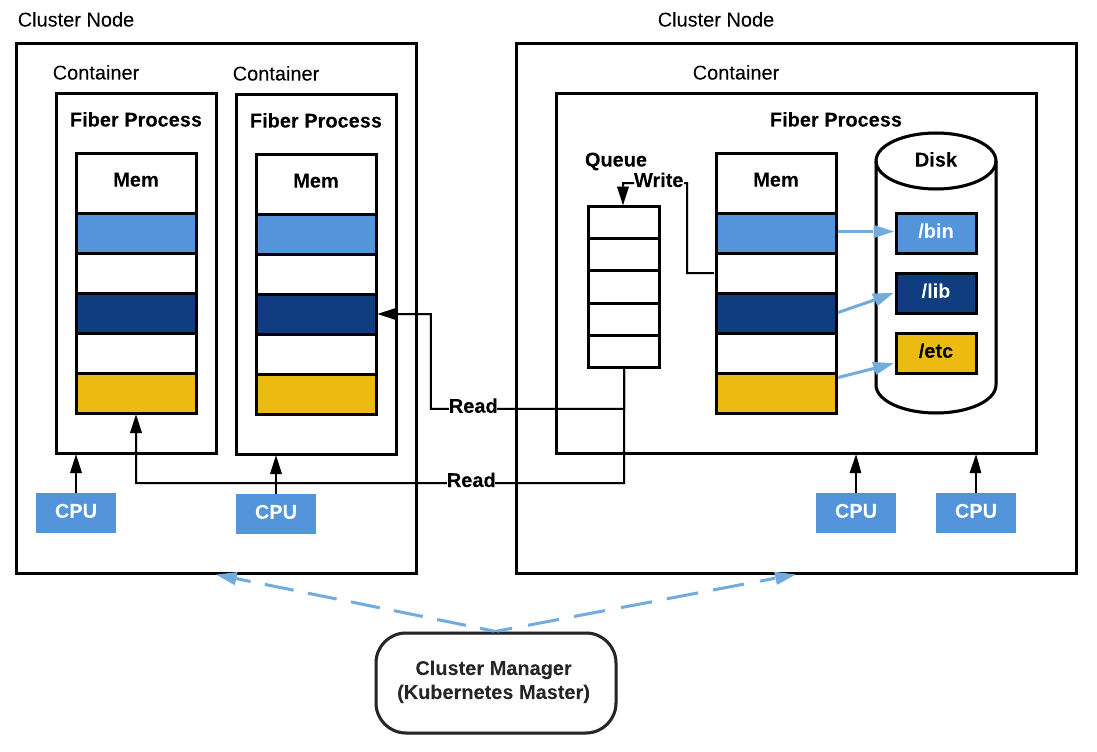 Cluster Node
Cluster Node
Container
Container
Container
Fiber Process
Fiber Process
Fiber Process
Mem
Mem
Queue
Write
Mem
Disk
/bin
/lib
/etc
Read
Read
CPU
CPU
CPU
CPU
Cluster Manager
(Kubernetes Master)